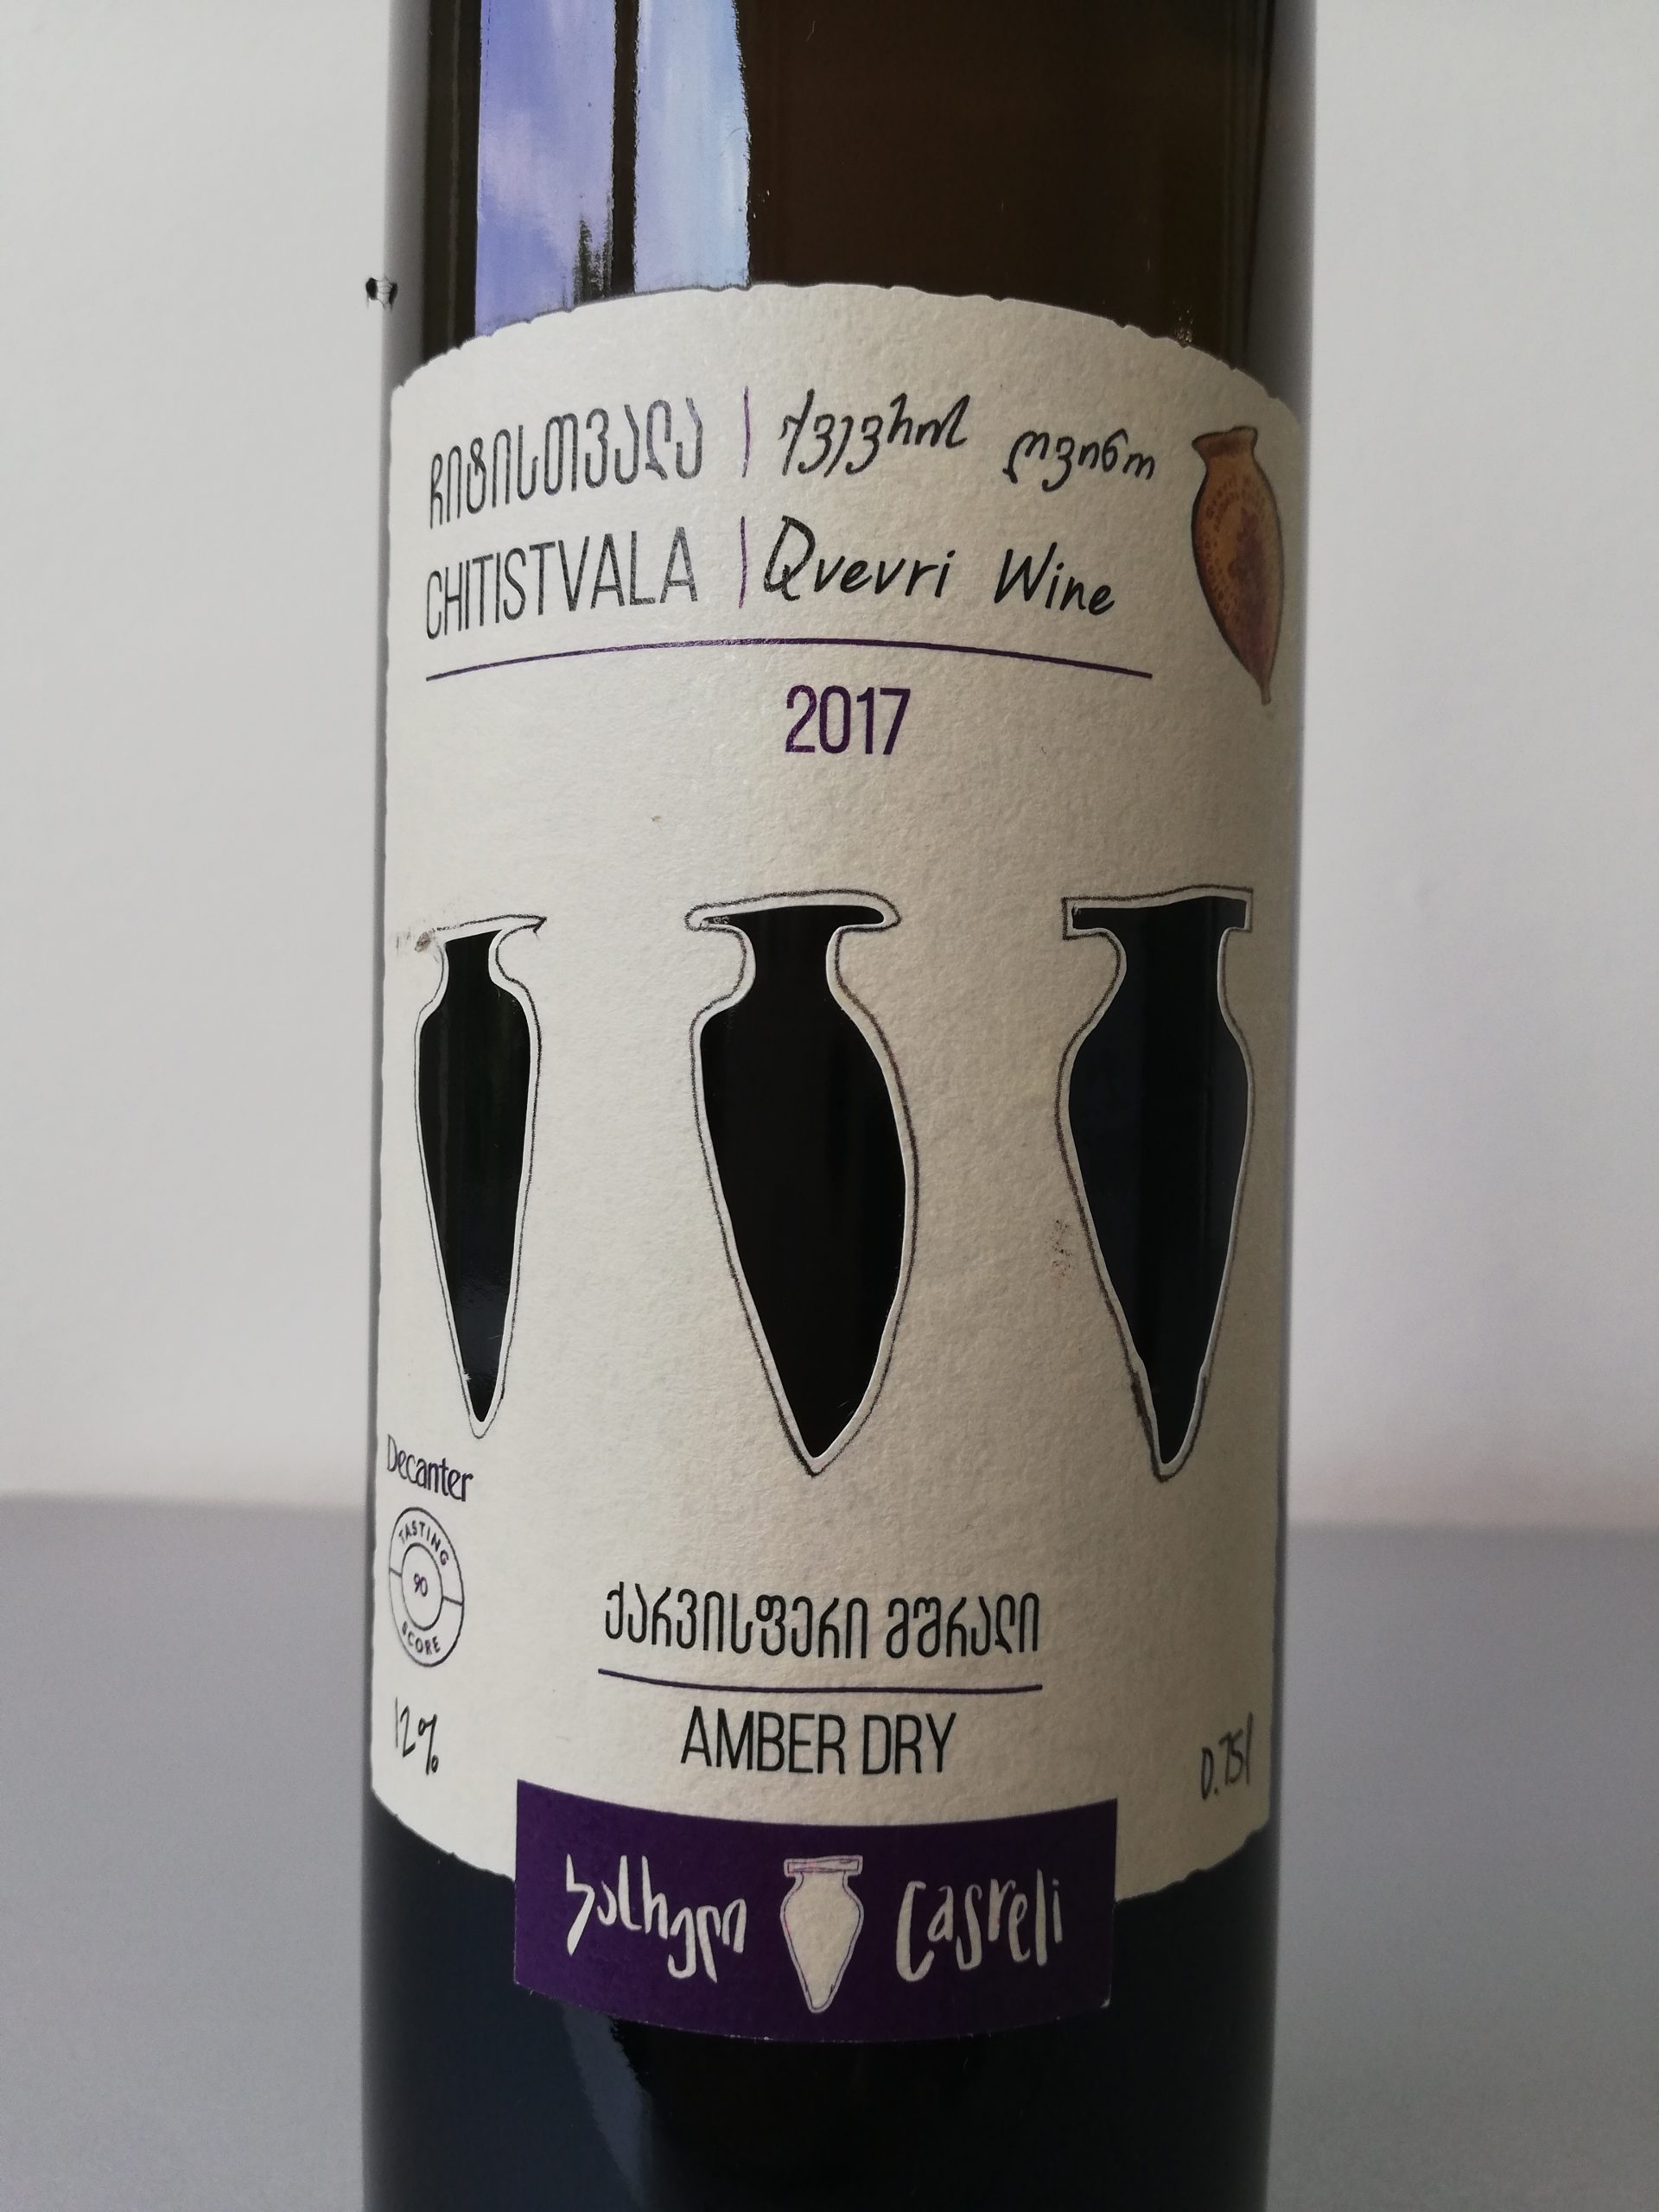 ჩიტისთვალა | ქვევრის ღვინო
CHITISTVALA | Qvevri Wine
2017
Decanter
TASTING
90
SCORE
ქარვისფერი მშრალი
AMBER DRY
12%
0.75l
კასრელი Casreli